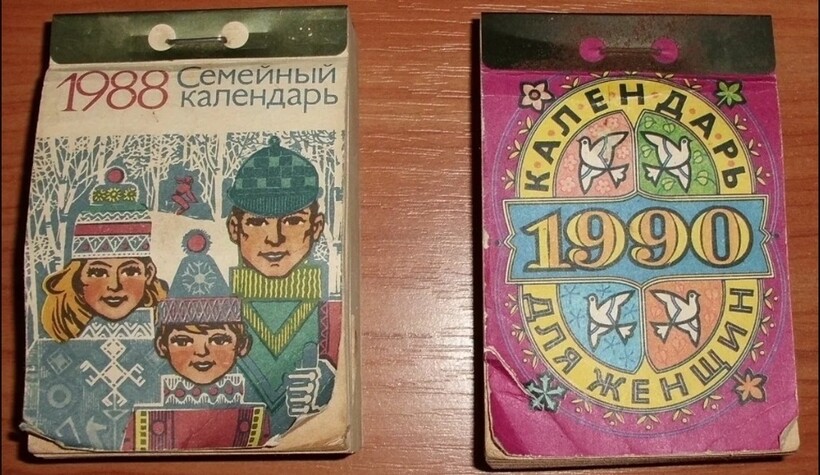 1988 Семейный
календарь
КАЛЕНДАРЬ
1990
ДЛЯ ЖЕНЩИН